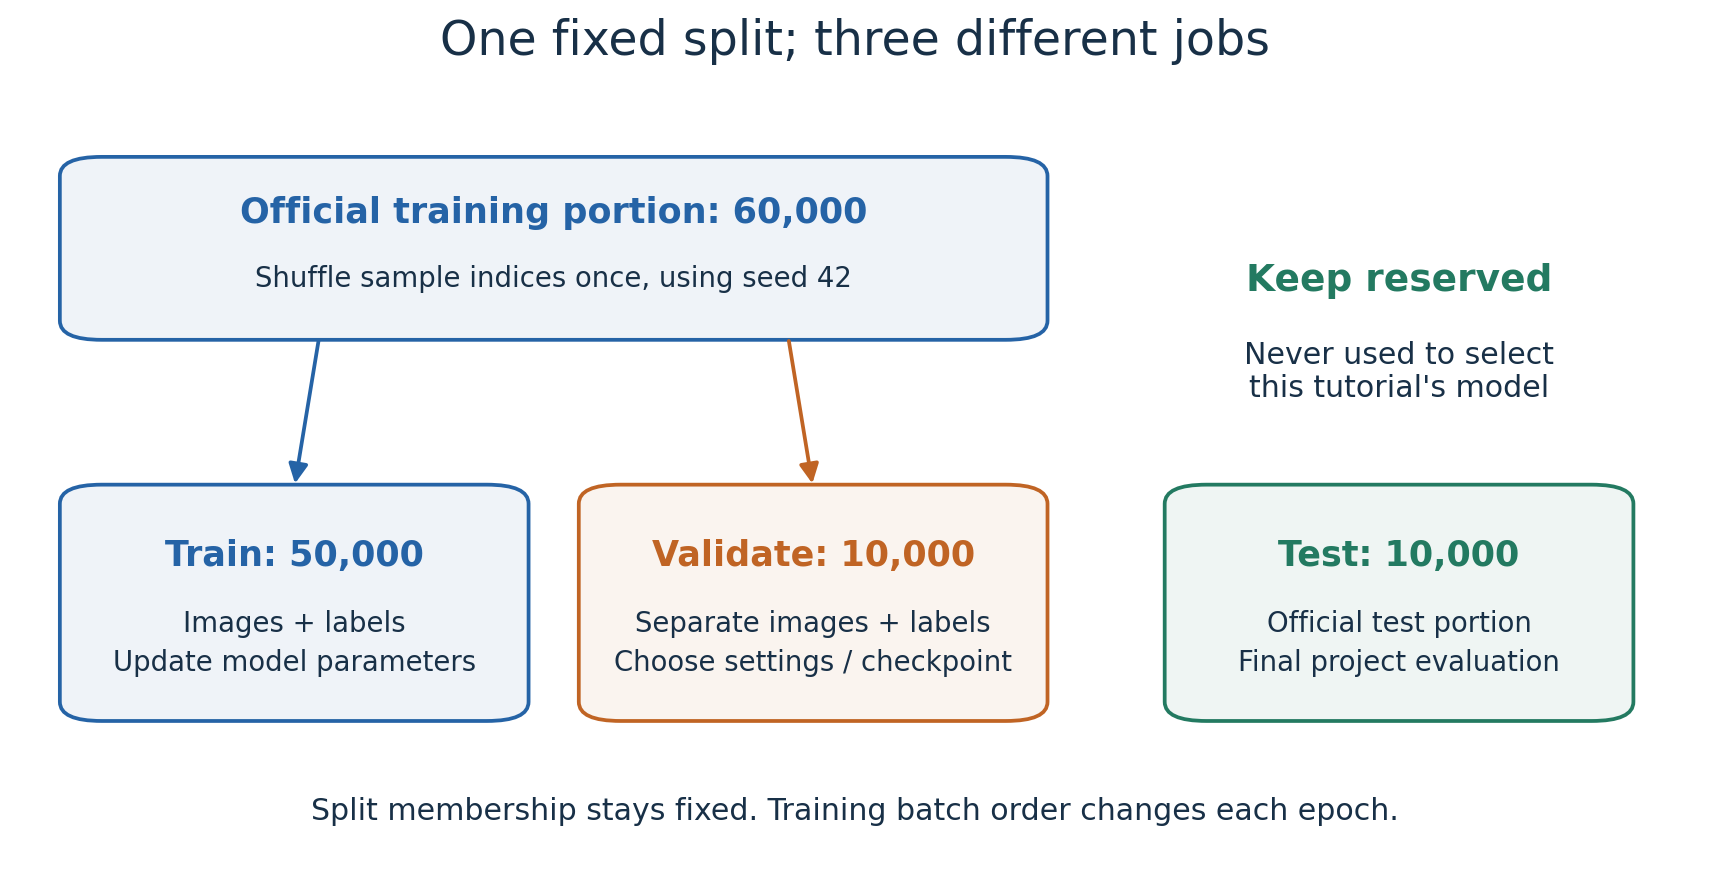 One fixed split; three different jobs
Official training portion: 60,000
Shuffle sample indices once, using seed 42
Keep reserved
Never used to select
this tutorial's model
Train: 50,000
Images + labels
Update model parameters
Validate: 10,000
Separate images + labels
Choose settings / checkpoint
Test: 10,000
Official test portion
Final project evaluation
Split membership stays fixed. Training batch order changes each epoch.